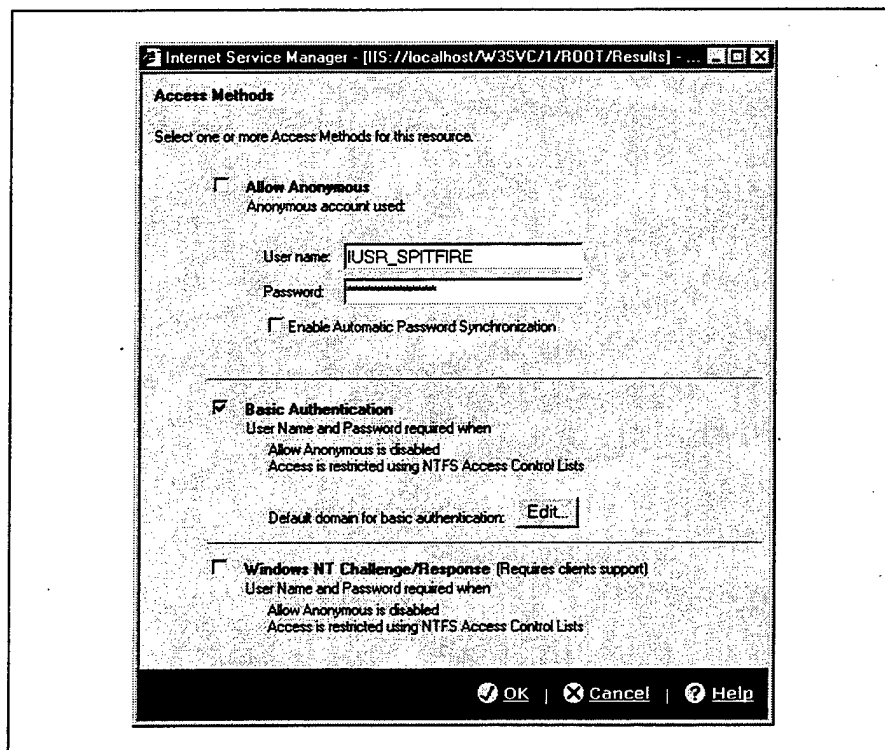 Internet Service Manager - [IIS://localhost/W3SVC/1/ROOT/Results] - ...
Access Methods
Select one or more Access Methods for this resource.
Allow Anonymous
Anonymous account used:
User name: IUSR_SPITFIRE
Password: **************
Enable Automatic Password Synchronization
Basic Authentication
User Name and Password required when
Allow Anonymous is disabled
Access is restricted using NTFS Access Control Lists
Default domain for basic authentication: Edit...
Windows NT Challenge/Response (Requires clients support)
User Name and Password required when
Allow Anonymous is disabled
Access is restricted using NTFS Access Control Lists
OK | Cancel | Help